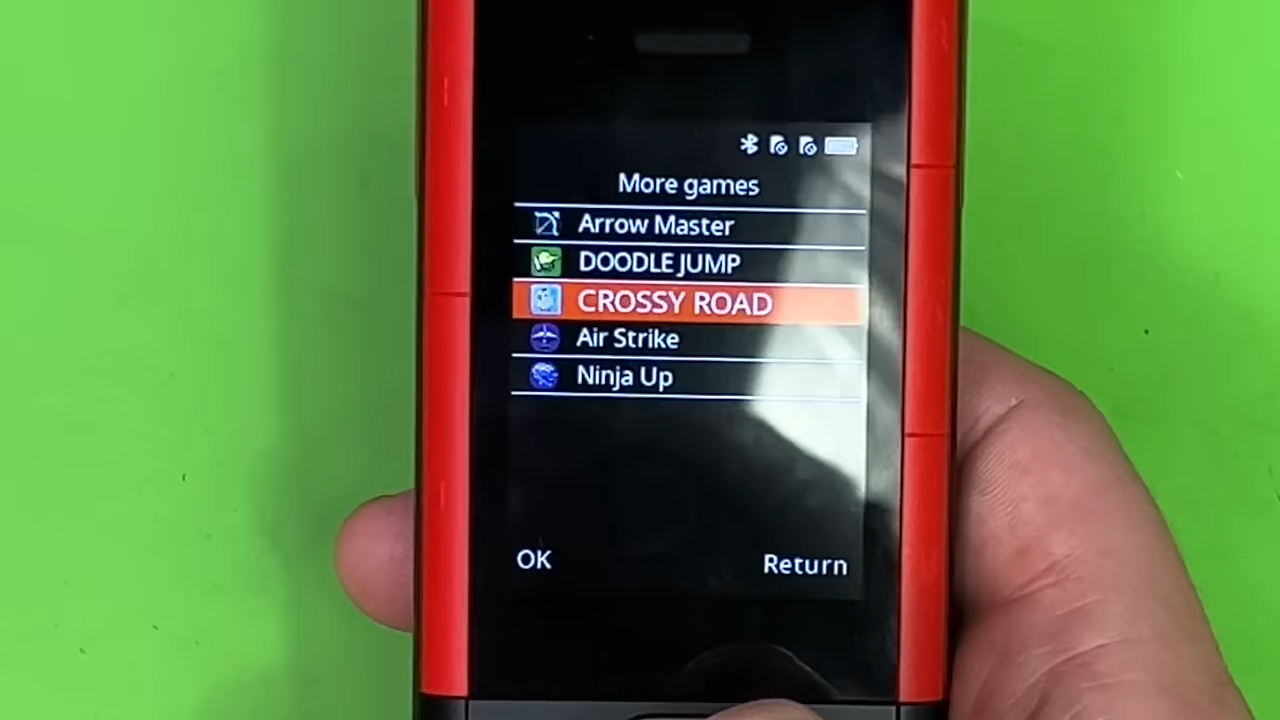 More games
Arrow Master
DOODLE JUMP
CROSSY ROAD
Air Strike
Ninja Up
OK
Return